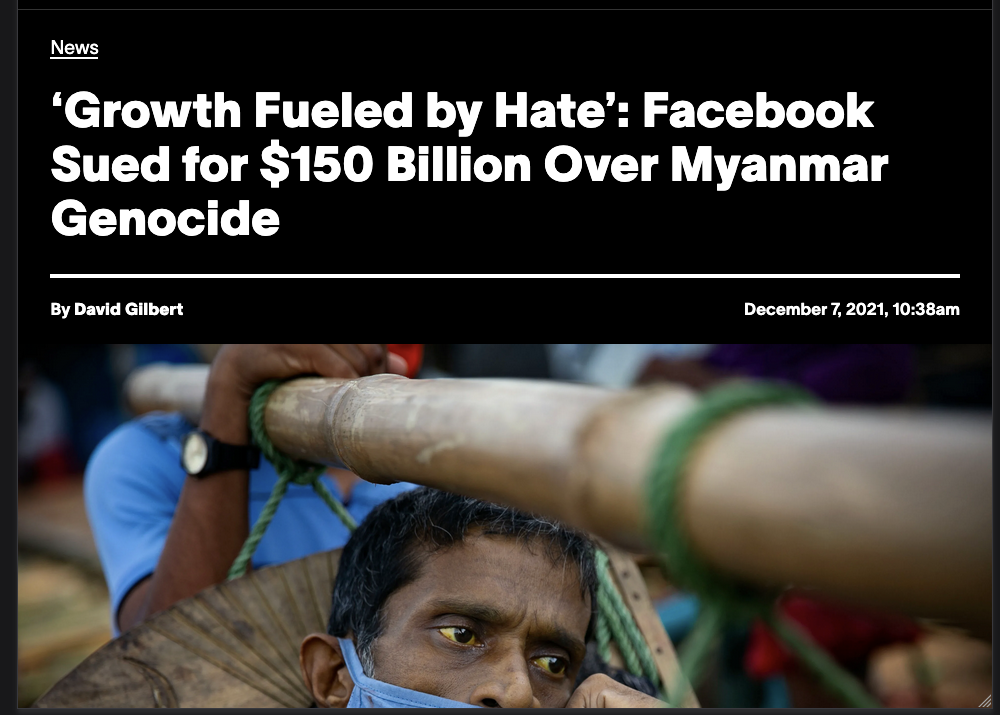 News
‘Growth Fueled by Hate’: Facebook
Sued for $150 Billion Over Myanmar
Genocide
By David Gilbert
December 7, 2021, 10:38am